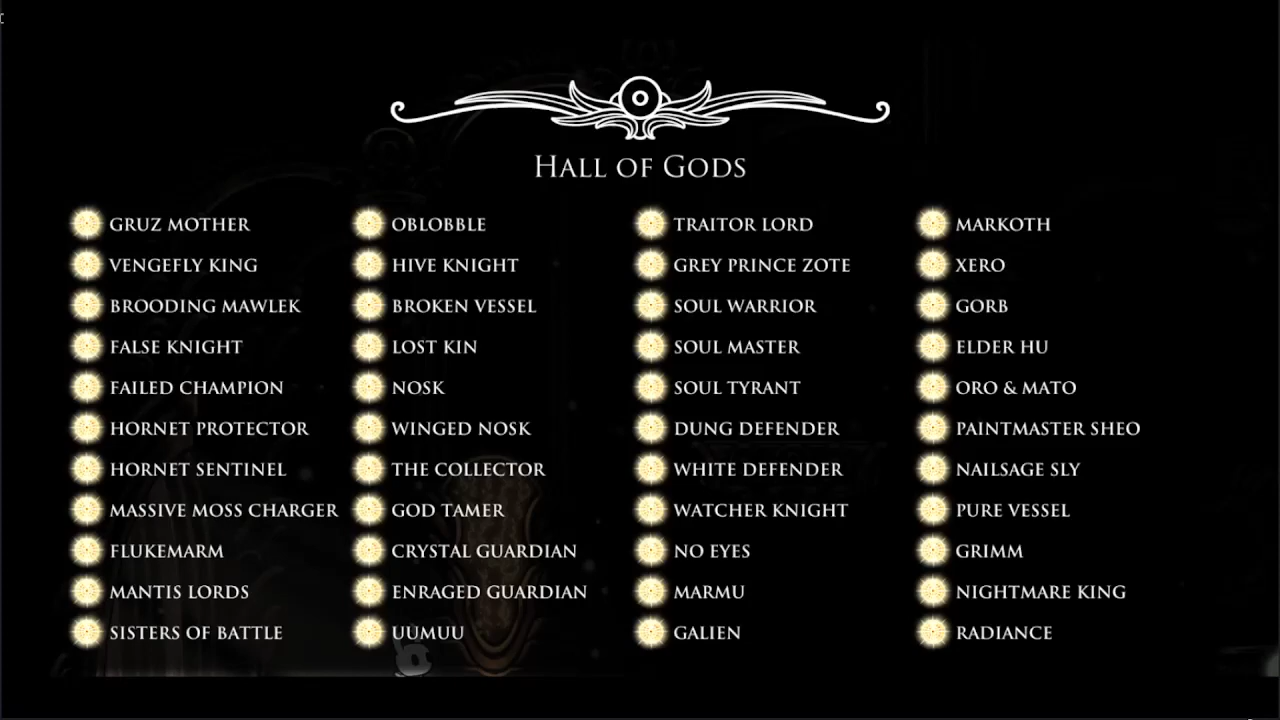 HALL OF GODS
GRUZ MOTHER
VENGEFLY KING
BROODING MAWLEK
FALSE KNIGHT
FAILED CHAMPION
HORNET PROTECTOR
HORNET SENTINEL
MASSIVE MOSS CHARGER
FLUKEMARM
MANTIS LORDS
SISTERS OF BATTLE
OBLOBBLE
HIVE KNIGHT
BROKEN VESSEL
LOST KIN
NOSK
WINGED NOSK
THE COLLECTOR
GOD TAMER
CRYSTAL GUARDIAN
ENRAGED GUARDIAN
UUMUU
TRAITOR LORD
GREY PRINCE ZOTE
SOUL WARRIOR
SOUL MASTER
SOUL TYRANT
DUNG DEFENDER
WHITE DEFENDER
WATCHER KNIGHT
NO EYES
MARMU
GALIEN
MARKOTH
XERO
GORB
ELDER HU
ORO & MATO
PAINTMASTER SHEO
NAILSAGE SLY
PURE VESSEL
GRIMM
NIGHTMARE KING
RADIANCE